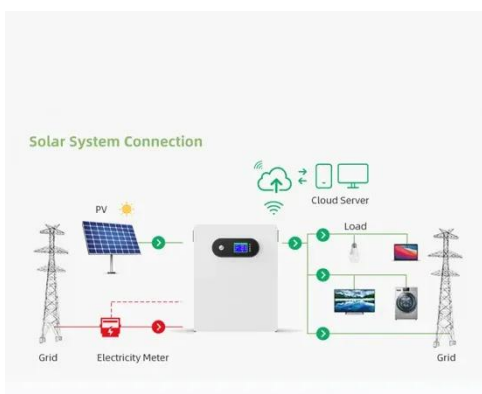 Solar System Connection
Cloud Server
PV
Load
Grid
Electricity Meter
Grid